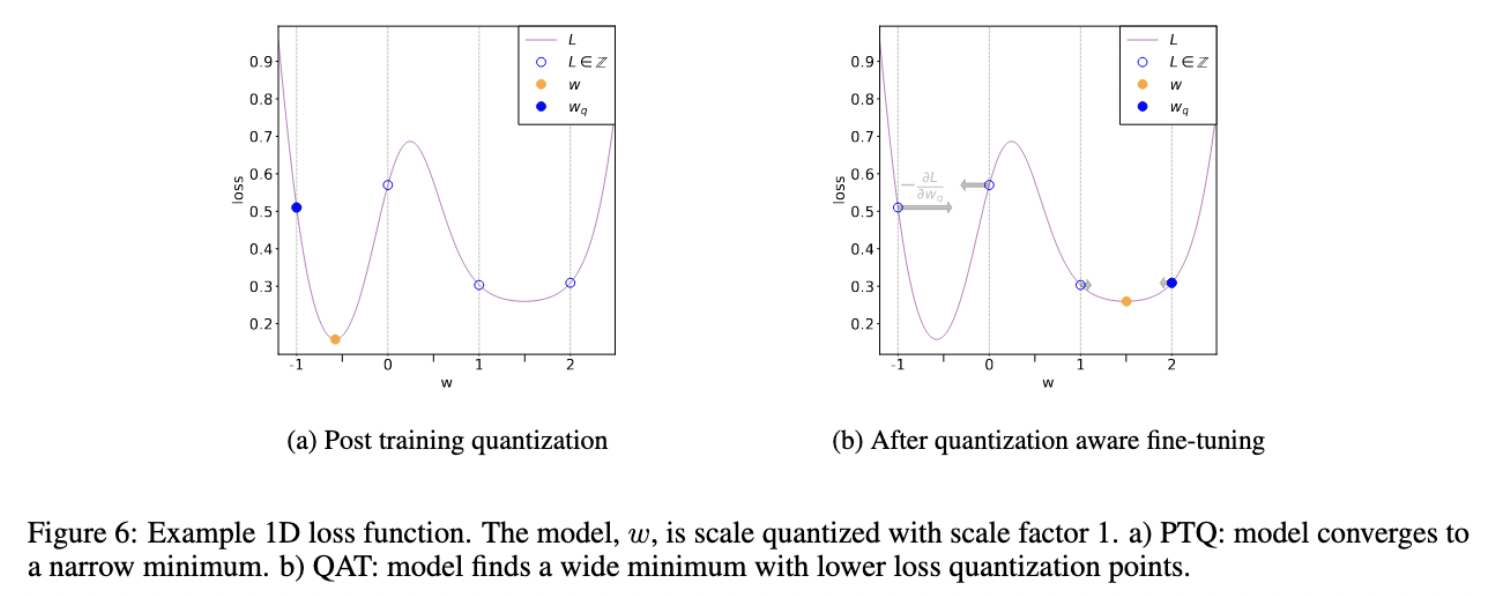 L
L ∈ ℤ
w
w_q
0.9
0.8
0.7
0.6
0.5
0.4
0.3
0.2
loss
-1 0 1 2
w
(a) Post training quantization
L
L ∈ ℤ
w
w_q
0.9
0.8
0.7
0.6
0.5
0.4
0.3
0.2
loss
−∂L/∂w_q
-1 0 1 2
w
(b) After quantization aware fine-tuning
Figure 6: Example 1D loss function. The model, w, is scale quantized with scale factor 1. a) PTQ: model converges to
a narrow minimum. b) QAT: model finds a wide minimum with lower loss quantization points.